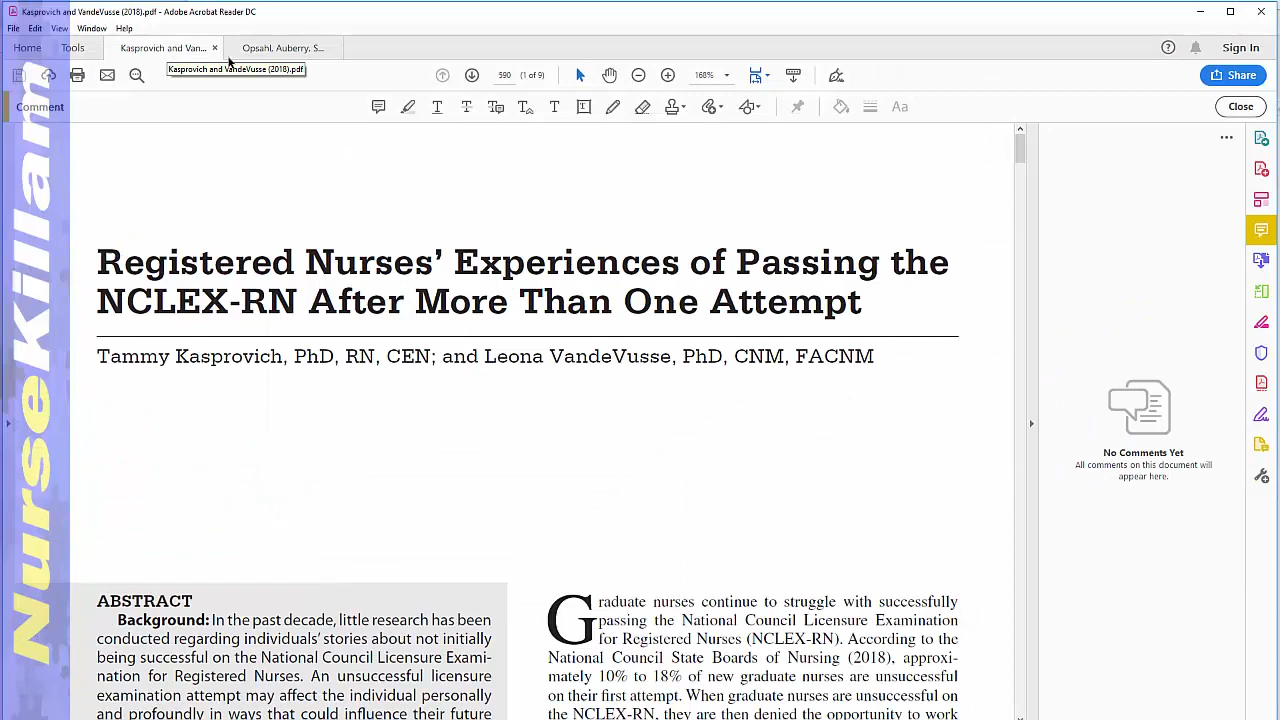 Kasprovich and VandeVusse (2018).pdf - Adobe Acrobat Reader DC
File Edit View Window Help
Home Tools Kasprovich and Van... × Opsahl, Auberry, S... Sign In
Kasprovich and VandeVusse (2018).pdf
590 (1 of 9) 168% Share
Comment Aa Close
NurseKillam
Registered Nurses’ Experiences of Passing the
NCLEX-RN After More Than One Attempt
Tammy Kasprovich, PhD, RN, CEN; and Leona VandeVusse, PhD, CNM, FACNM
No Comments Yet
All comments on this document will
appear here.
ABSTRACT
Background: In the past decade, little research has been
conducted regarding individuals’ stories about not initially
being successful on the National Council Licensure Exami-
nation for Registered Nurses. An unsuccessful licensure
examination attempt may affect the individual personally
and profoundly in ways that could influence their future
Graduate nurses continue to struggle with successfully
passing the National Council Licensure Examination
for Registered Nurses (NCLEX-RN). According to the
National Council State Boards of Nursing (2018), approxi-
mately 10% to 18% of new graduate nurses are unsuccessful
on their first attempt. When graduate nurses are unsuccessful on
the NCLEX-RN, they are then denied the opportunity to work